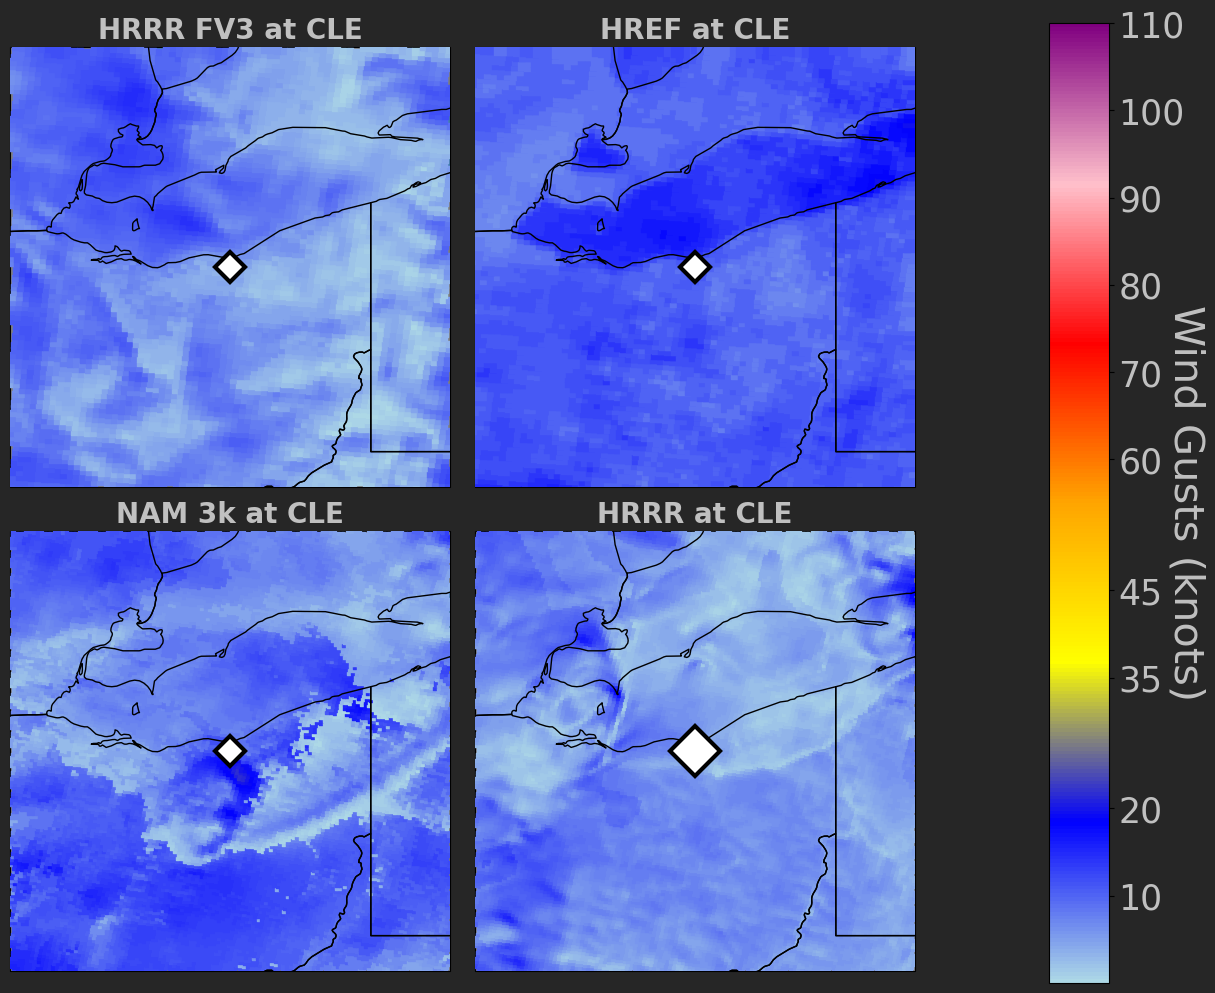 HRRR FV3 at CLE
HREF at CLE
NAM 3k at CLE
HRRR at CLE
110
100
90
80
70
60
45
35
20
10
Wind Gusts (knots)